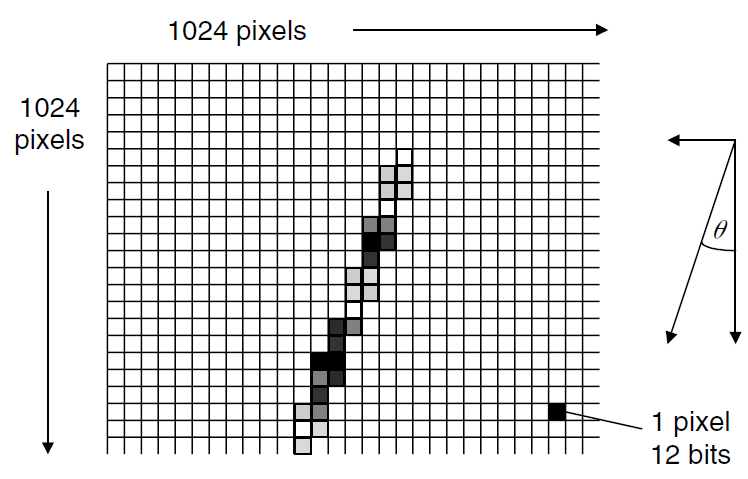 1024 pixels
1024
pixels
θ
1 pixel
12 bits